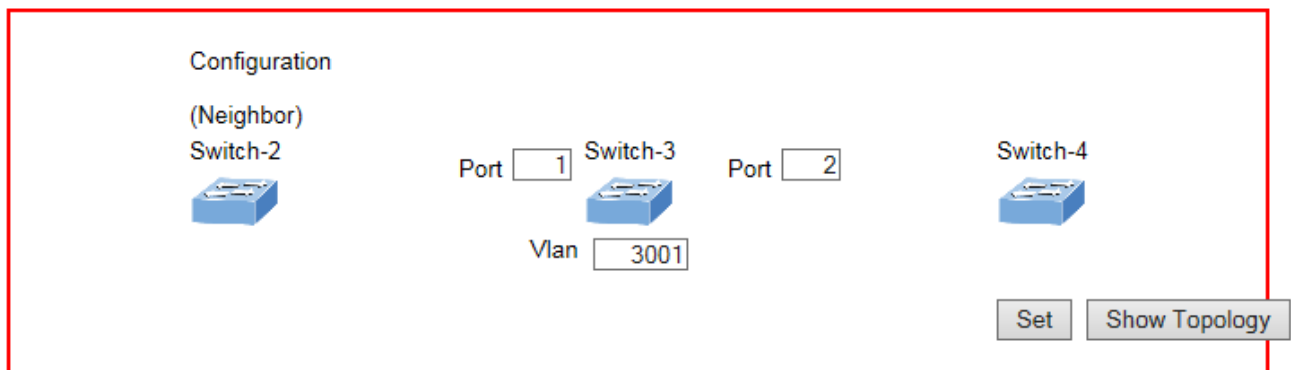 Configuration
(Neighbor)
Switch-2
Port 1 Switch-3 Port 2 Switch-4
Vlan 3001
Set Show Topology